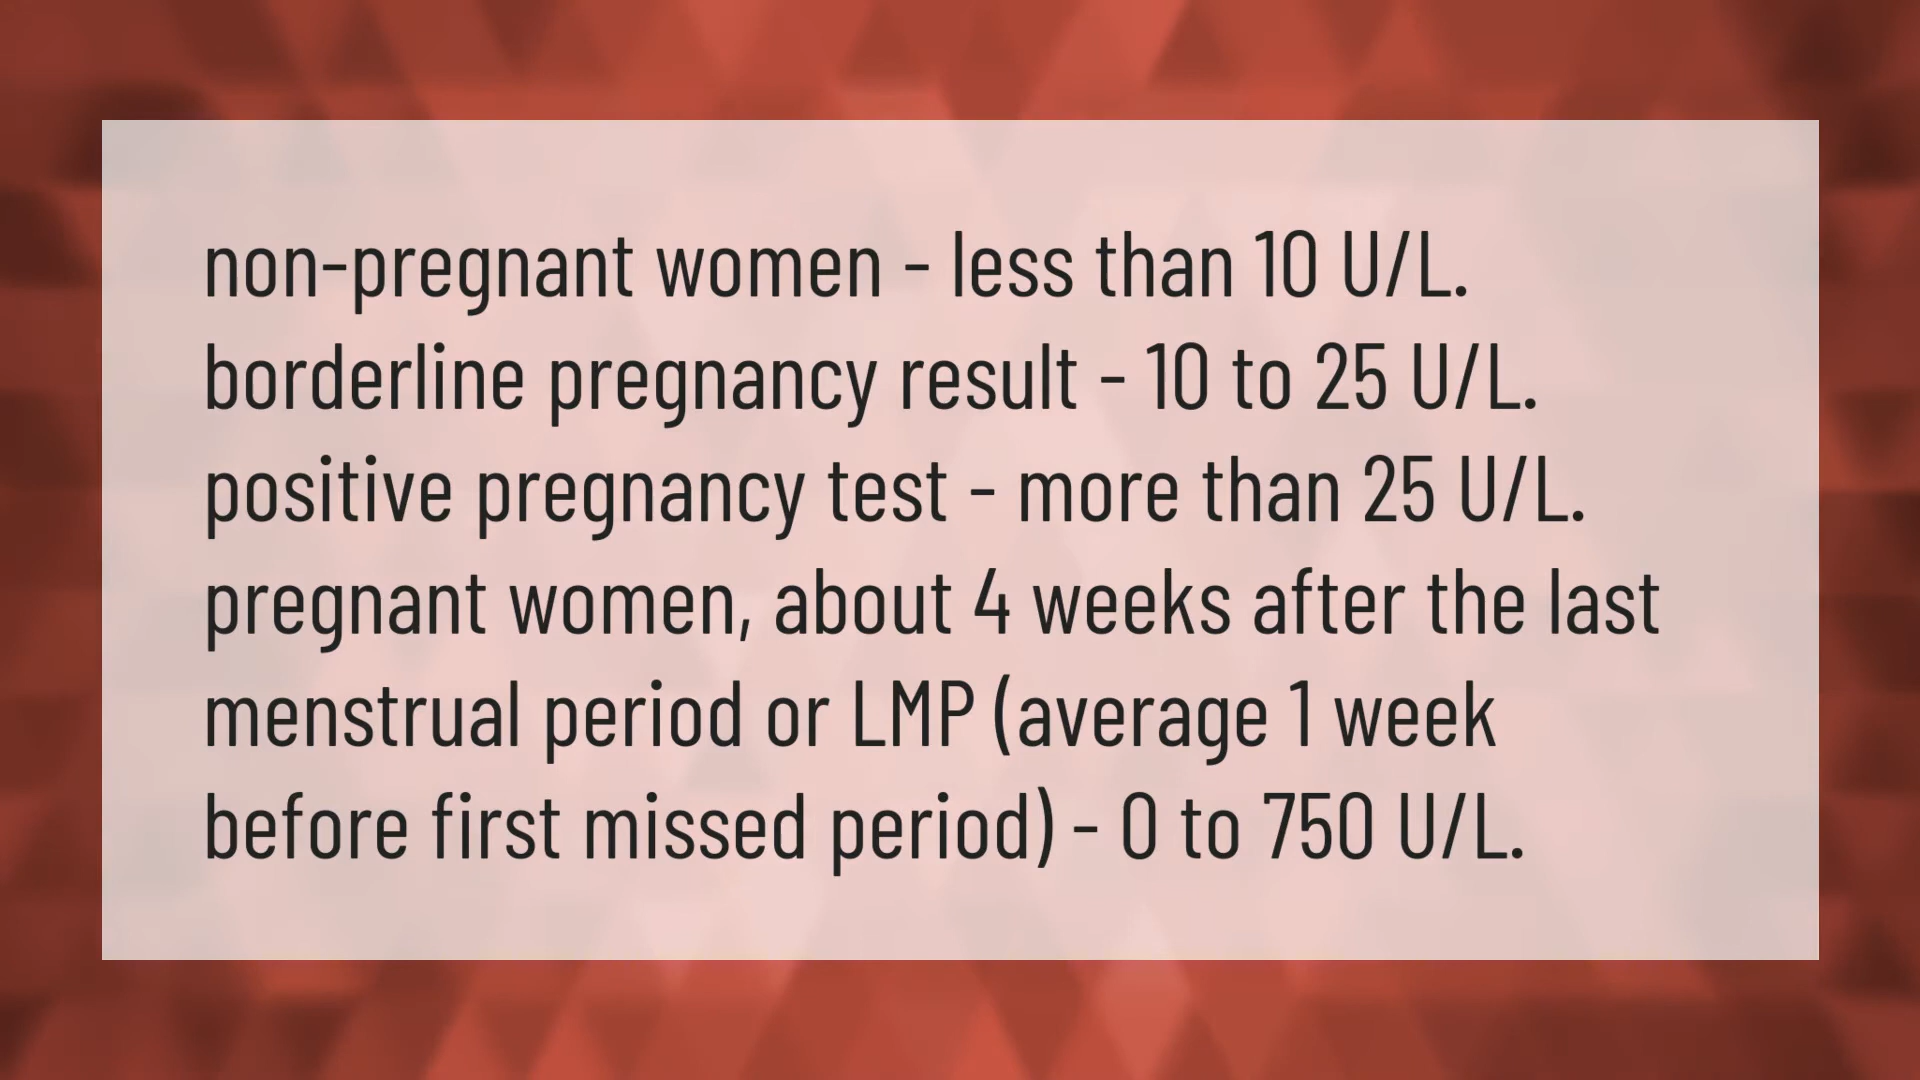 non-pregnant women - less than 10 U/L.
borderline pregnancy result - 10 to 25 U/L.
positive pregnancy test - more than 25 U/L.
pregnant women, about 4 weeks after the last
menstrual period or LMP (average 1 week
before first missed period) - 0 to 750 U/L.